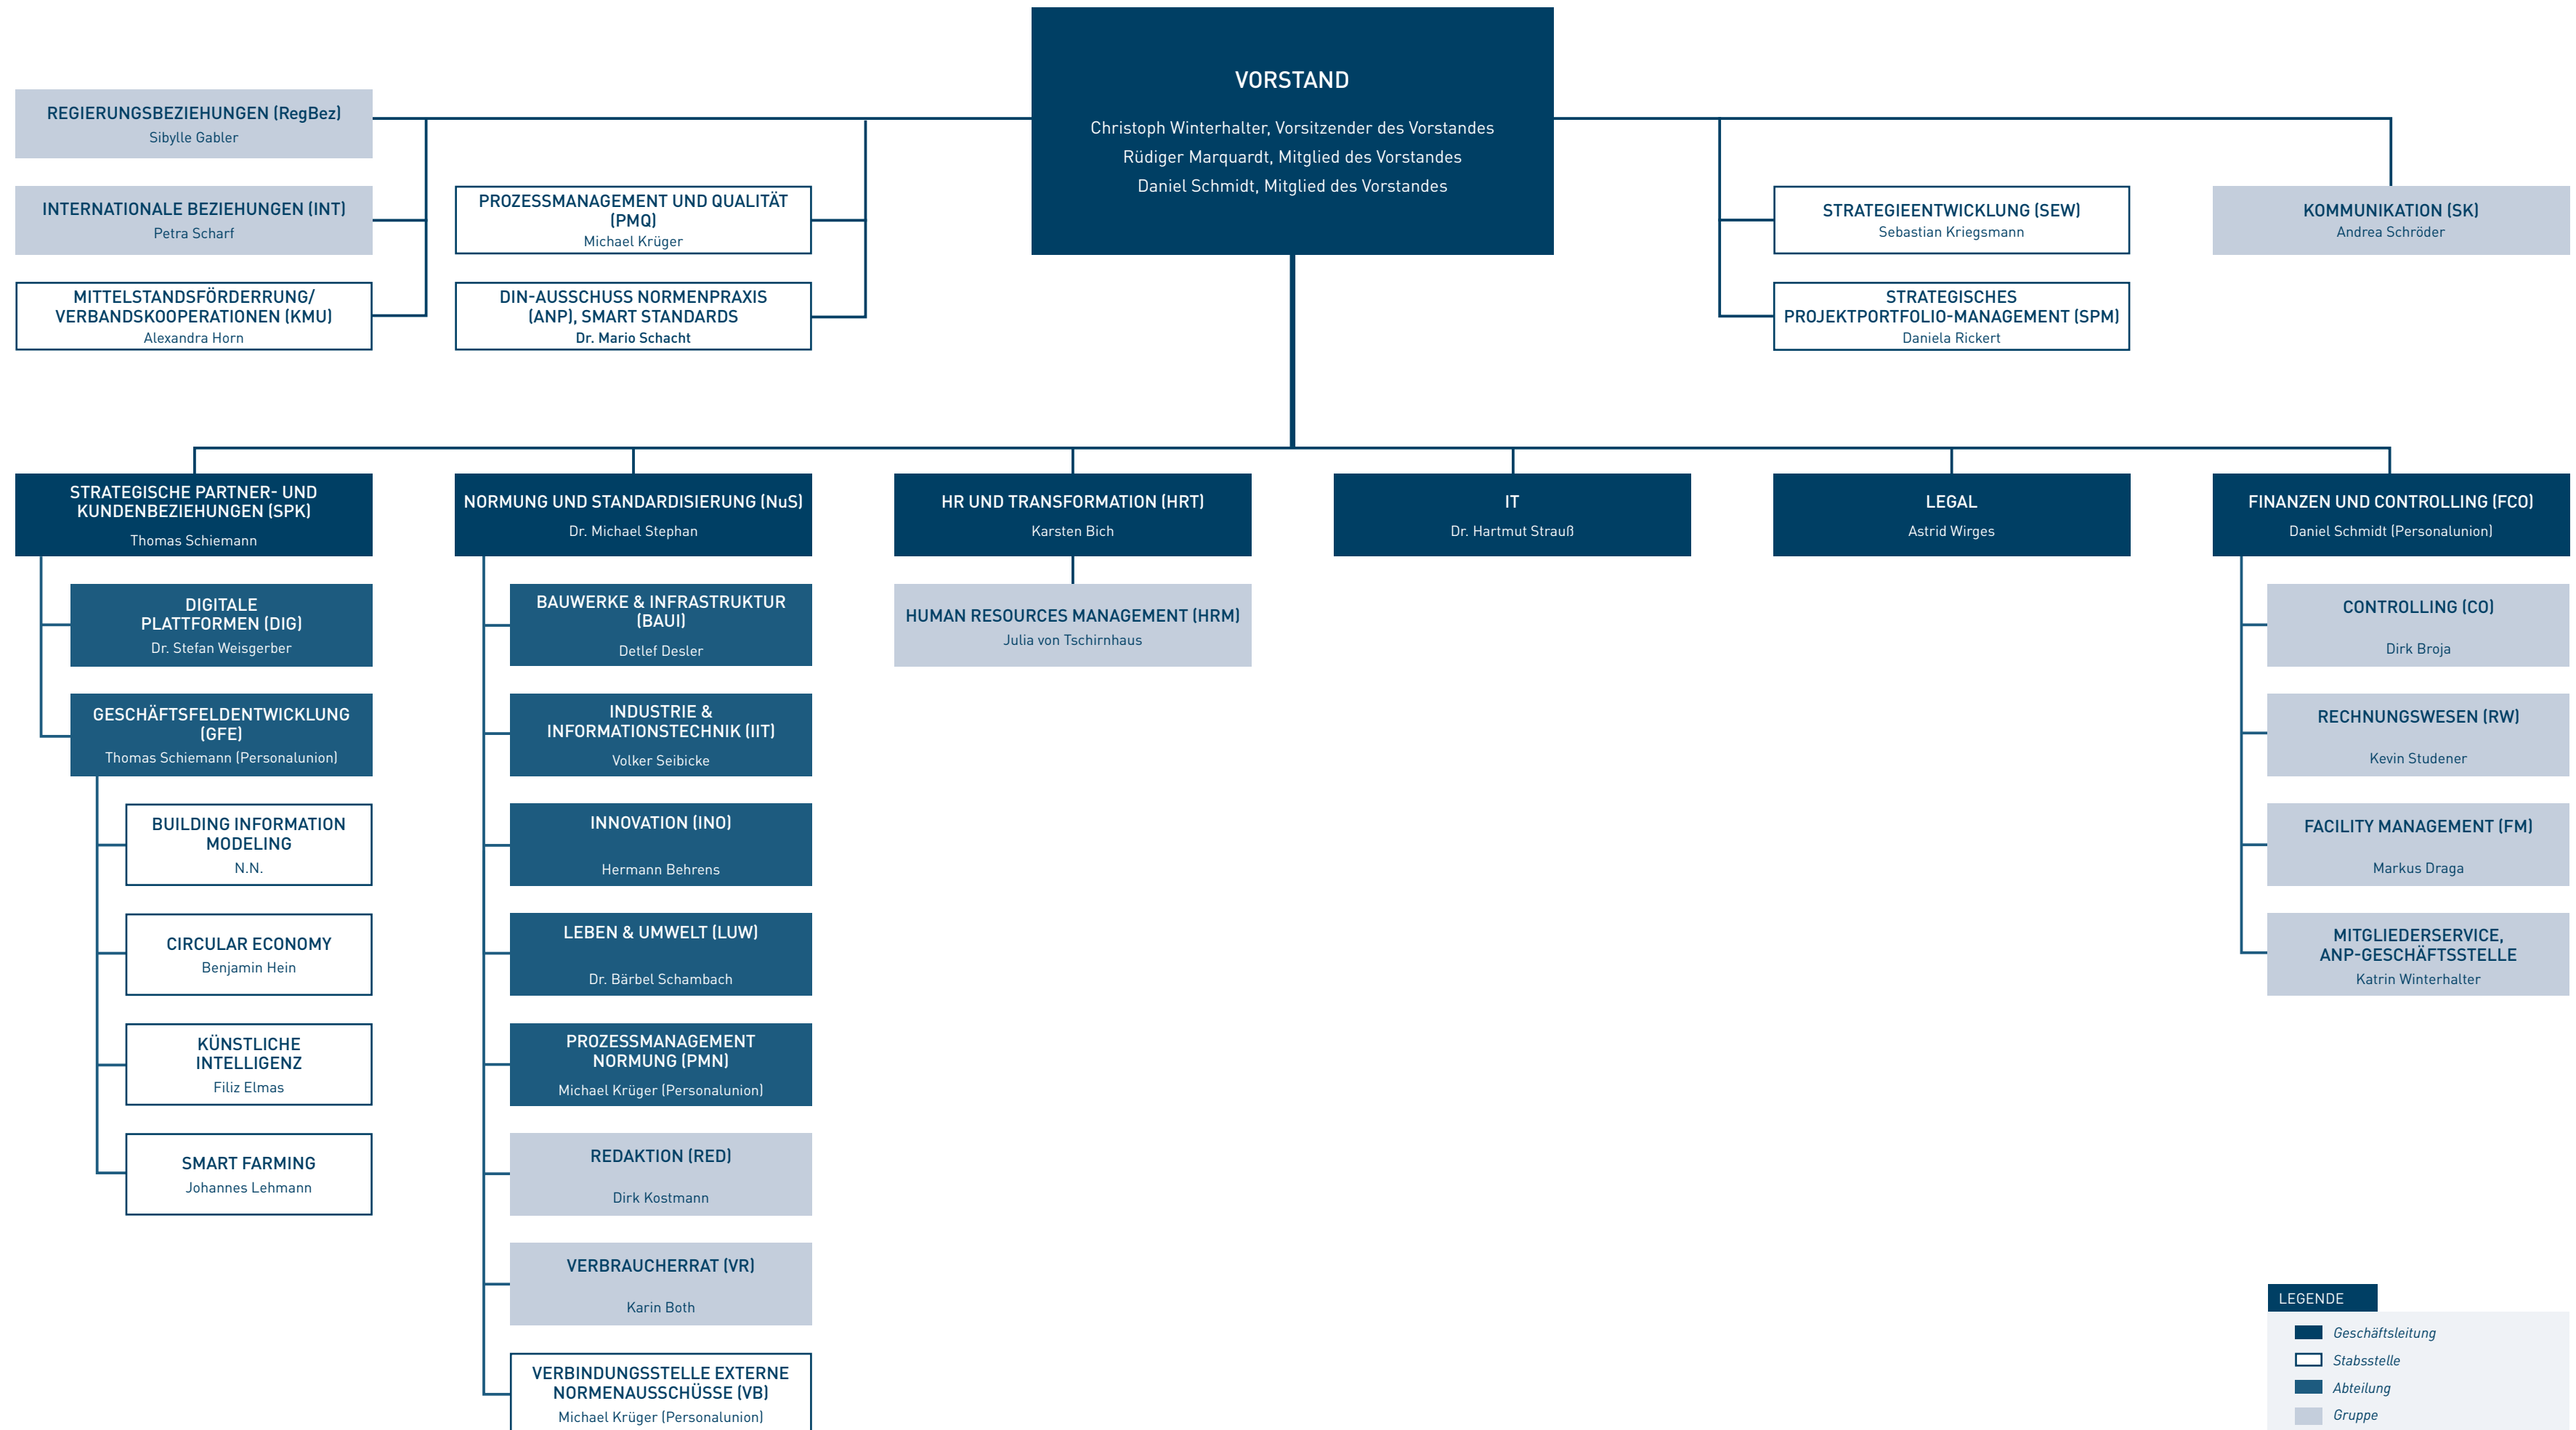 VORSTAND
Christoph Winterhalter, Vorsitzender des Vorstandes
Rüdiger Marquardt, Mitglied des Vorstandes
Daniel Schmidt, Mitglied des Vorstandes
REGIERUNGSBEZIEHUNGEN (RegBez)
Sibylle Gabler
INTERNATIONALE BEZIEHUNGEN (INT)
Petra Scharf
MITTELSTANDSFÖRDERRUNG/
VERBANDSKOOPERATIONEN (KMU)
Alexandra Horn
PROZESSMANAGEMENT UND QUALITÄT
(PMQ)
Michael Krüger
DIN-AUSSCHUSS NORMENPRAXIS
(ANP), SMART STANDARDS
Dr. Mario Schacht
STRATEGIEENTWICKLUNG (SEW)
Sebastian Kriegsmann
STRATEGISCHES
PROJEKTPORTFOLIO-MANAGEMENT (SPM)
Daniela Rickert
KOMMUNIKATION (SK)
Andrea Schröder
STRATEGISCHE PARTNER- UND
KUNDENBEZIEHUNGEN (SPK)
Thomas Schiemann
DIGITALE
PLATTFORMEN (DIG)
Dr. Stefan Weisgerber
GESCHÄFTSFELDENTWICKLUNG
(GFE)
Thomas Schiemann (Personalunion)
BUILDING INFORMATION
MODELING
N.N.
CIRCULAR ECONOMY
Benjamin Hein
KÜNSTLICHE
INTELLIGENZ
Filiz Elmas
SMART FARMING
Johannes Lehmann
NORMUNG UND STANDARDISIERUNG (NuS)
Dr. Michael Stephan
BAUWERKE & INFRASTRUKTUR
(BAUI)
Detlef Desler
INDUSTRIE &
INFORMATIONSTECHNIK (IIT)
Volker Seibicke
INNOVATION (INO)
Hermann Behrens
LEBEN & UMWELT (LUW)
Dr. Bärbel Schambach
PROZESSMANAGEMENT
NORMUNG (PMN)
Michael Krüger (Personalunion)
REDAKTION (RED)
Dirk Kostmann
VERBRAUCHERRAT (VR)
Karin Both
VERBINDUNGSSTELLE EXTERNE
NORMENAUSSCHÜSSE (VB)
Michael Krüger (Personalunion)
HR UND TRANSFORMATION (HRT)
Karsten Bich
HUMAN RESOURCES MANAGEMENT (HRM)
Julia von Tschirnhaus
IT
Dr. Hartmut Strauß
LEGAL
Astrid Wirges
FINANZEN UND CONTROLLING (FCO)
Daniel Schmidt (Personalunion)
CONTROLLING (CO)
Dirk Broja
RECHNUNGSWESEN (RW)
Kevin Studener
FACILITY MANAGEMENT (FM)
Markus Draga
MITGLIEDERSERVICE,
ANP-GESCHÄFTSSTELLE
Katrin Winterhalter
LEGENDE
Geschäftsleitung
Stabsstelle
Abteilung
Gruppe